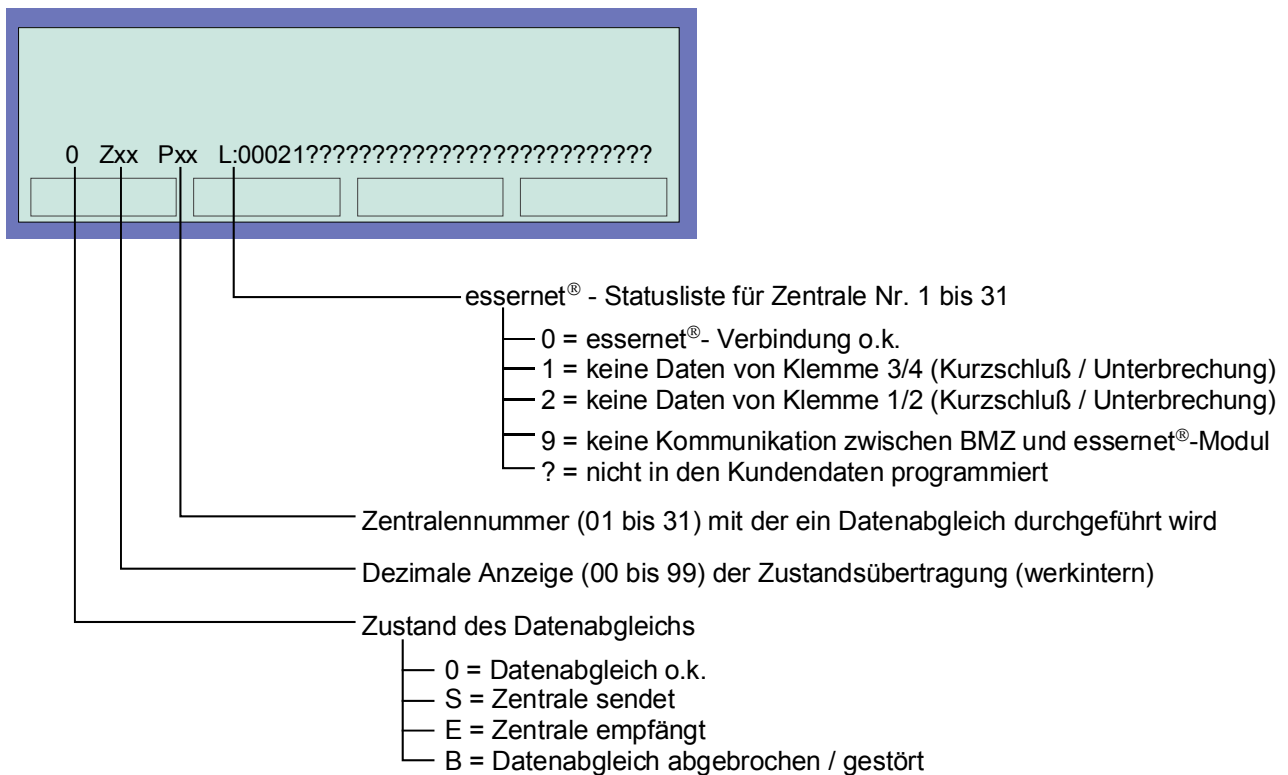 0 Zxx Pxx L:00021??????????????????????????
essernet® - Statusliste für Zentrale Nr. 1 bis 31
0 = essernet®- Verbindung o.k.
1 = keine Daten von Klemme 3/4 (Kurzschluß / Unterbrechung)
2 = keine Daten von Klemme 1/2 (Kurzschluß / Unterbrechung)
9 = keine Kommunikation zwischen BMZ und essernet®-Modul
? = nicht in den Kundendaten programmiert
Zentralennummer (01 bis 31) mit der ein Datenabgleich durchgeführt wird
Dezimale Anzeige (00 bis 99) der Zustandsübertragung (werkintern)
Zustand des Datenabgleichs
0 = Datenabgleich o.k.
S = Zentrale sendet
E = Zentrale empfängt
B = Datenabgleich abgebrochen / gestört